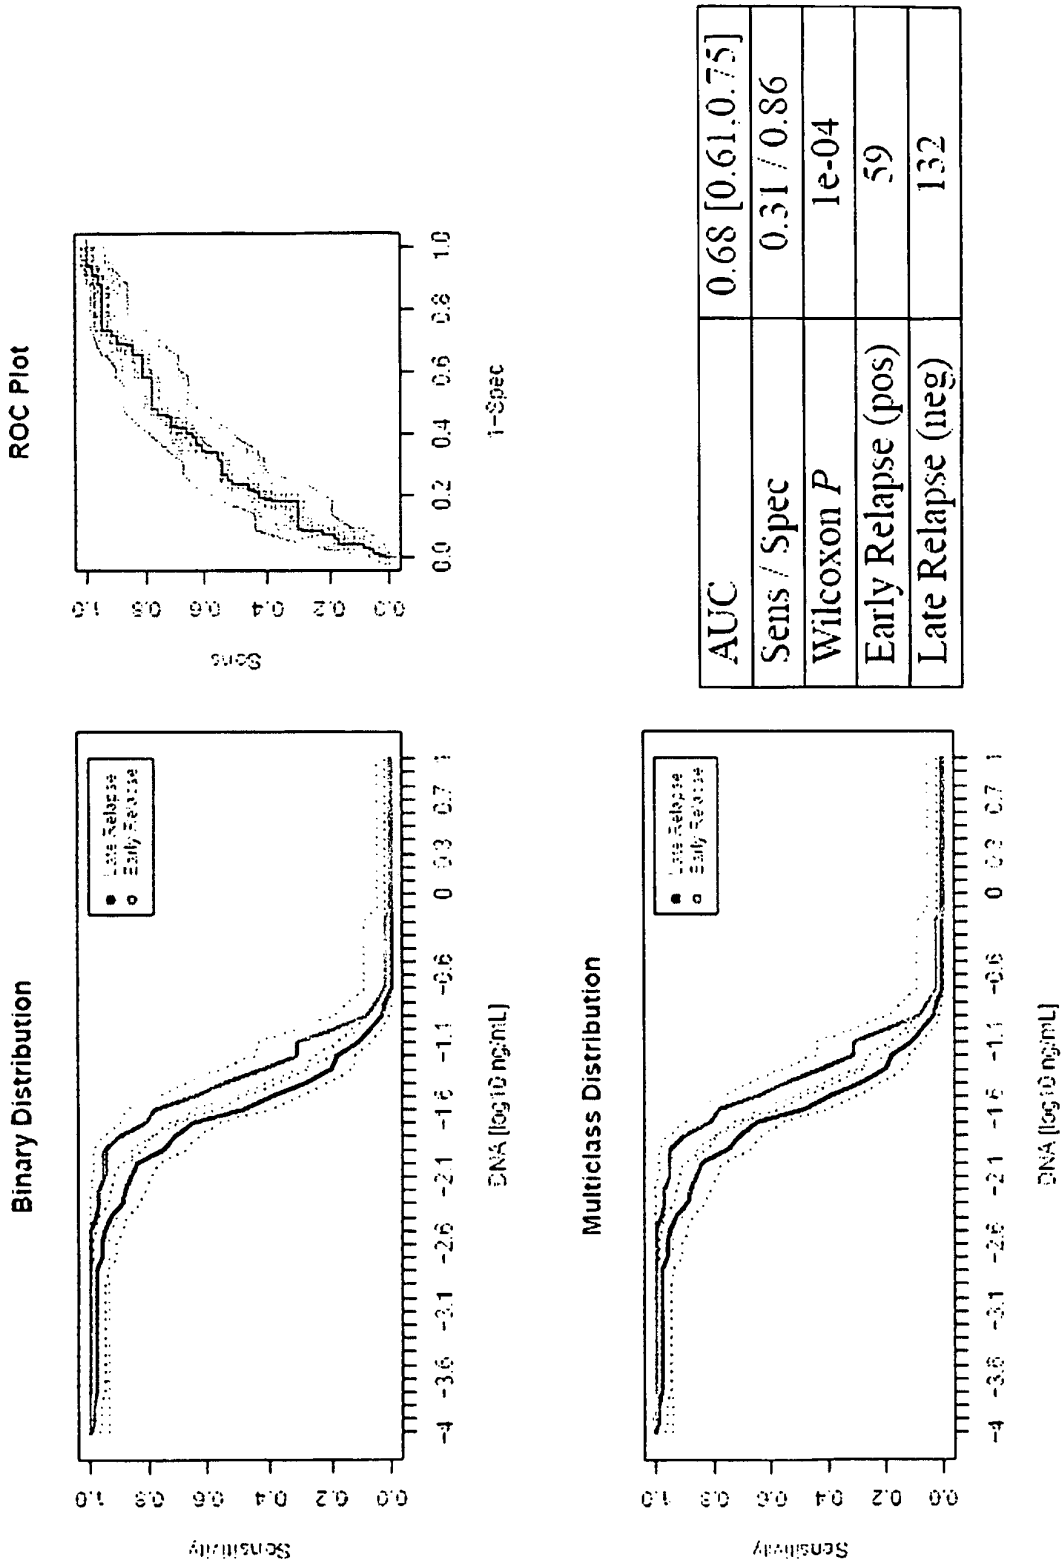 Binary Distribution
Sensitivity
0.0 0.2 0.4 0.6 0.8 1.0
Late Relapse
Early Relapse
-4 -3.6 -3.1 -2.6 -2.1 -1.6 -1.1 -0.6 0 0.3 0.7 1
DNA [log10 ng/mL]
ROC Plot
Sens
0.0 0.2 0.4 0.6 0.8 1.0
0.0 0.2 0.4 0.6 0.8 1.0
1-Spec
Multiclass Distribution
Sensitivity
0.0 0.2 0.4 0.6 0.8 1.0
Late Relapse
Early Relapse
-4 -3.6 -3.1 -2.6 -2.1 -1.6 -1.1 -0.6 0 0.3 0.7 1
DNA [log10 ng/mL]
AUC 0.68 [0.61,0.75]
Sens / Spec 0.31 / 0.86
Wilcoxon P 1e-04
Early Relapse (pos) 59
Late Relapse (neg) 132